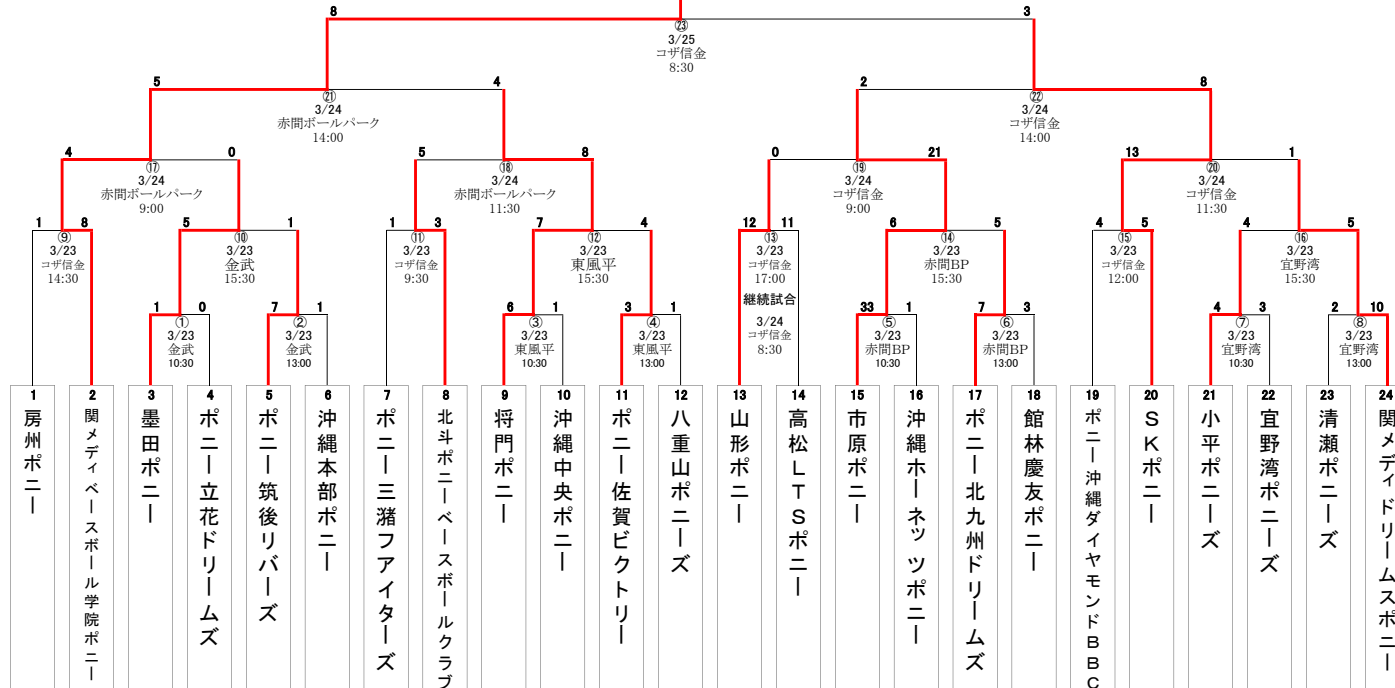 8 3
㉓
3/25
コザ信金
8:30
5 4 2 8
㉑ ㉒
3/24 3/24
赤間ボールパーク コザ信金
14:00 14:00
4 0 5 8 0 21 13 1
⑰ ⑱ ⑲ ⑳
3/24 3/24 3/24 3/24
赤間ボールパーク 赤間ボールパーク コザ信金 コザ信金
9:00 11:30 9:00 11:30
1 8 5 1 1 3 7 4 12 11 6 5 4 5 4 5
⑨ ⑩ ⑪ ⑫ ⑬ ⑭ ⑮ ⑯
3/23 3/23 3/23 3/23 3/23 3/23 3/23 3/23
コザ信金 金武 コザ信金 東風平 コザ信金 赤間BP コザ信金 宜野湾
14:30 15:30 9:30 15:30 17:00 15:30 12:00 15:30
継続試合
3/24
コザ信金
8:30
1 0 7 1 6 1 3 1 33 1 7 3 4 3 2 10
① ② ③ ④ ⑤ ⑥ ⑦ ⑧
3/23 3/23 3/23 3/23 3/23 3/23 3/23 3/23
金武 金武 東風平 東風平 赤間BP 赤間BP 宜野湾 宜野湾
10:30 13:00 10:30 13:00 10:30 13:00 10:30 13:00
1 房州ポニー
2 関メディベースボール学院ポニー
3 墨田ポニー
4 ポニー立花ドリームズ
5 ポニー筑後リバーズ
6 沖縄本部ポニー
7 ポニー三潴フアイターズ
8 北斗ポニーベースボールクラブ
9 将門ポニー
10 沖縄中央ポニー
11 ポニー佐賀ビクトリー
12 八重山ポニーズ
13 山形ポニー
14 高松LTSポニー
15 市原ポニー
16 沖縄ホーネッツポニー
17 ポニー北九州ドリームズ
18 館林慶友ポニー
19 ポニー沖縄ダイヤモンドBBC
20 SKポニー
21 小平ポニーズ
22 宜野湾ポニーズ
23 清瀬ポニーズ
24 関メディドリームスポニー